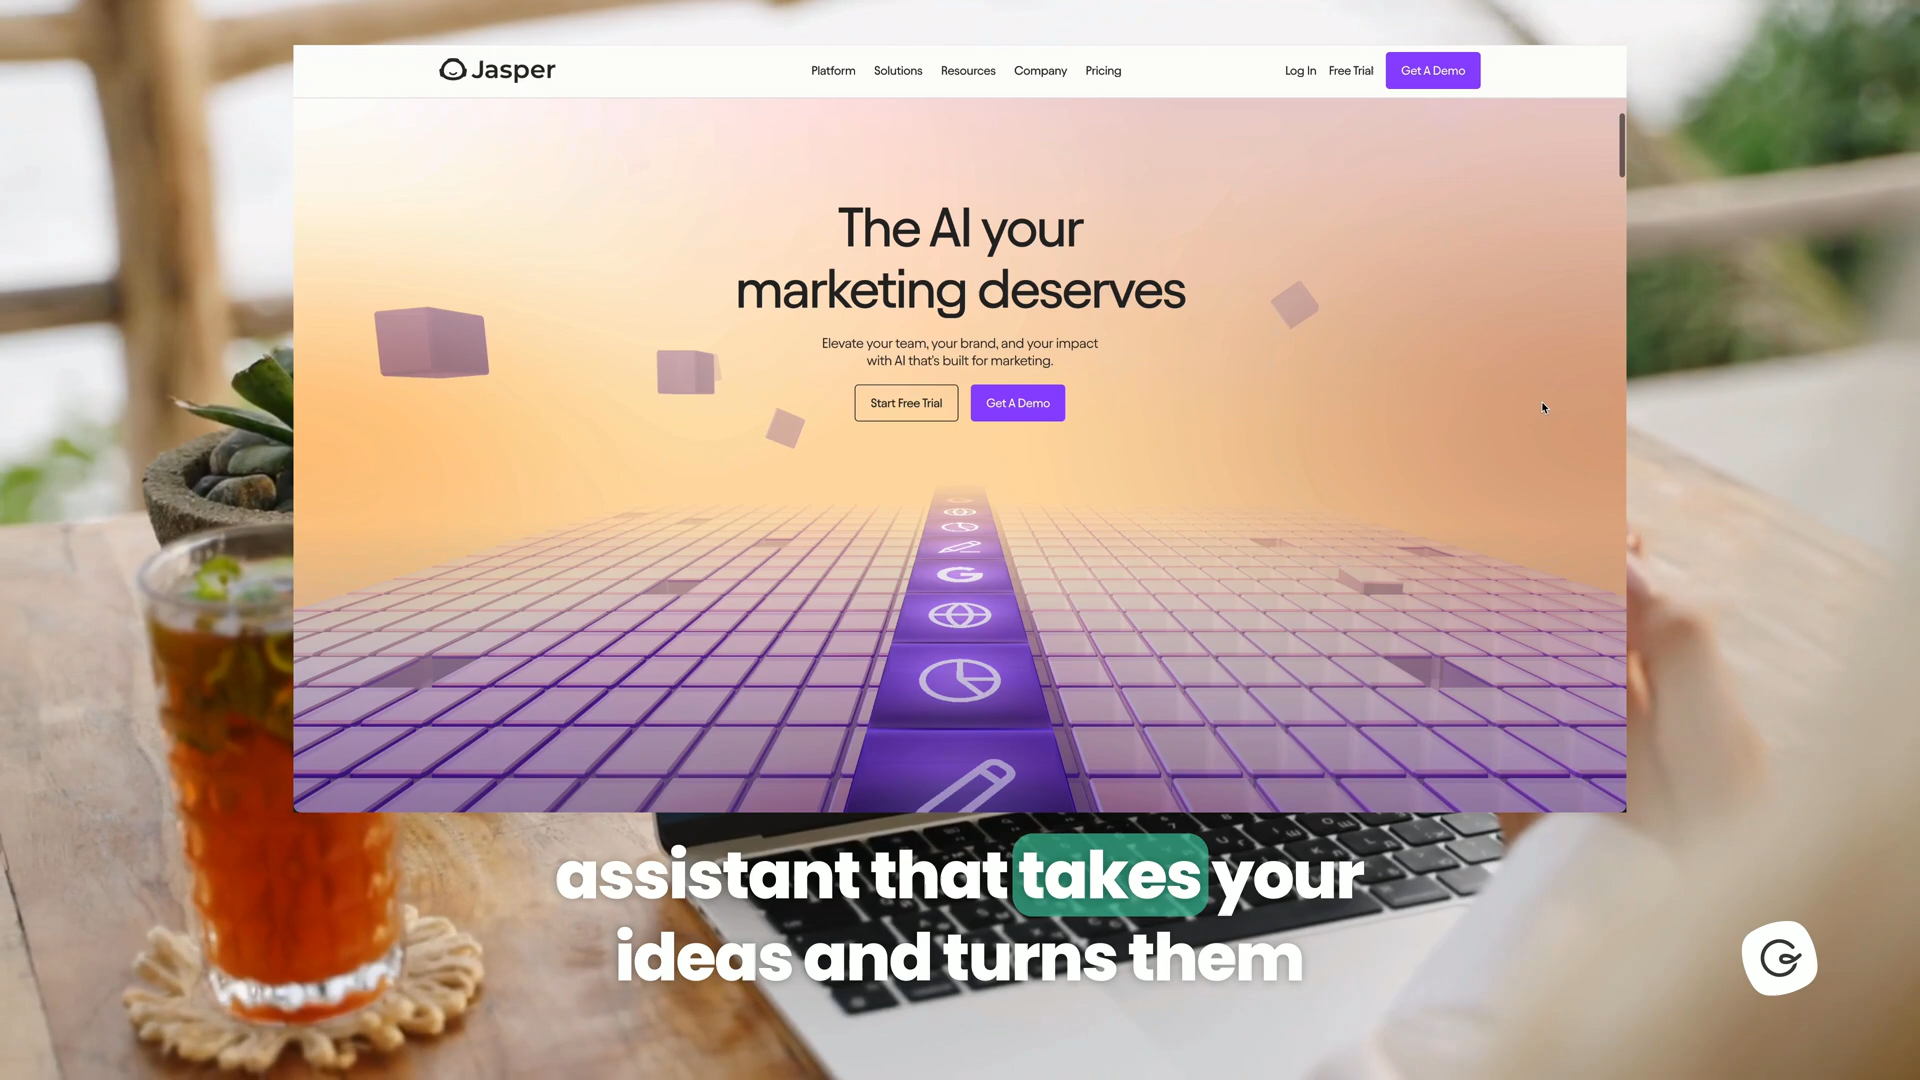 Jasper
Platform Solutions Resources Company Pricing
Log In Free Trial Get A Demo
The AI your
marketing deserves
Elevate your team, your brand, and your impact
with AI that's built for marketing.
Start Free Trial Get A Demo
G
assistant that takes your
ideas and turns them